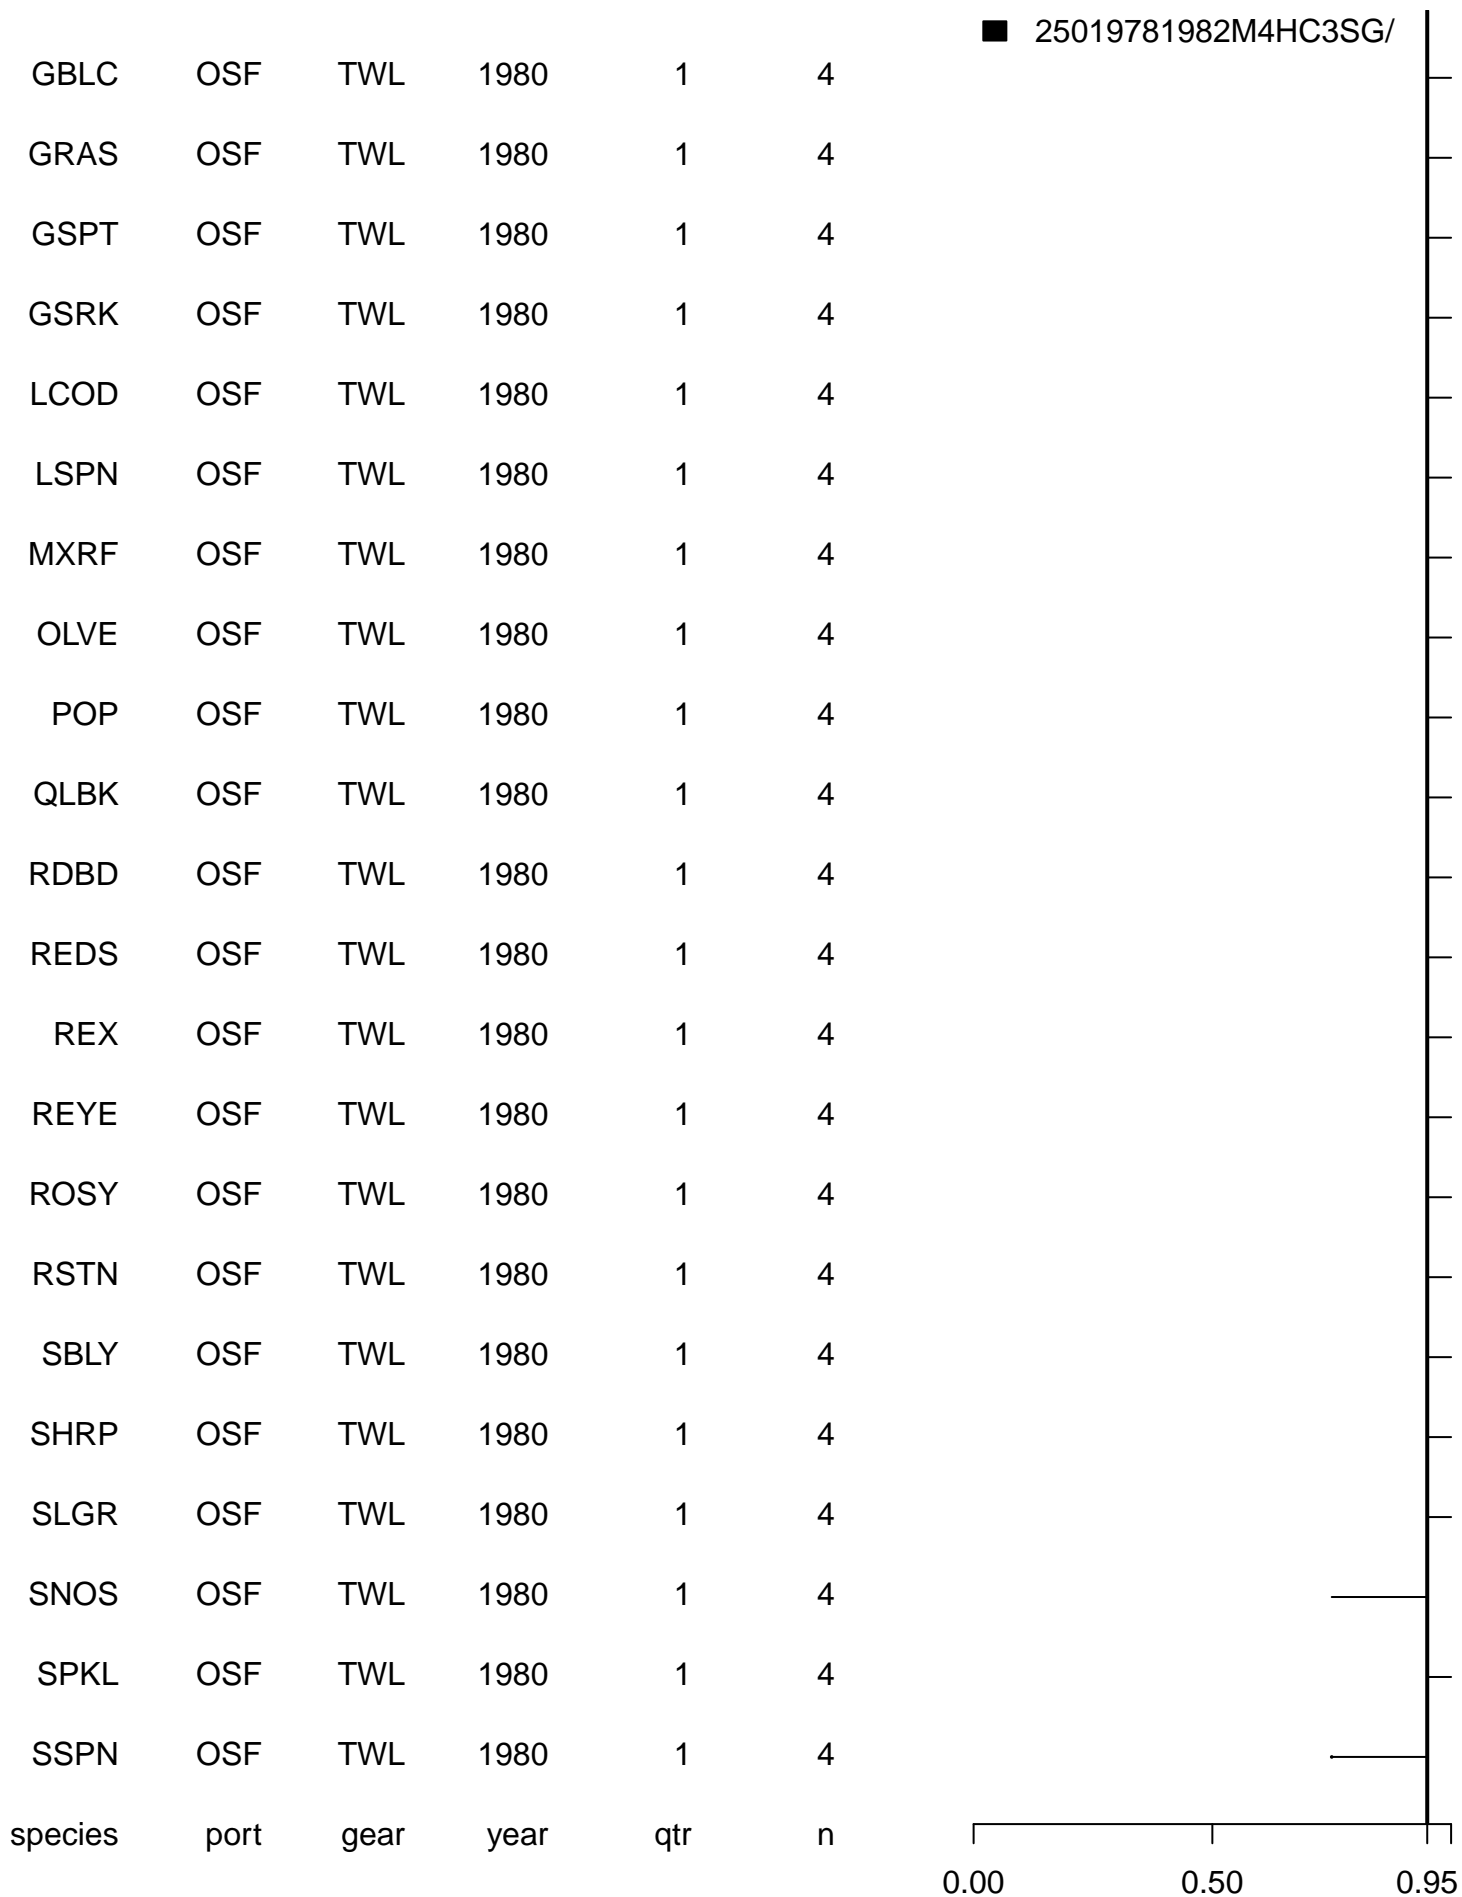 25019781982M4HC3SG/
GBLC OSF TWL 1980 1 4
GRAS OSF TWL 1980 1 4
GSPT OSF TWL 1980 1 4
GSRK OSF TWL 1980 1 4
LCOD OSF TWL 1980 1 4
LSPN OSF TWL 1980 1 4
MXRF OSF TWL 1980 1 4
OLVE OSF TWL 1980 1 4
POP OSF TWL 1980 1 4
QLBK OSF TWL 1980 1 4
RDBD OSF TWL 1980 1 4
REDS OSF TWL 1980 1 4
REX OSF TWL 1980 1 4
REYE OSF TWL 1980 1 4
ROSY OSF TWL 1980 1 4
RSTN OSF TWL 1980 1 4
SBLY OSF TWL 1980 1 4
SHRP OSF TWL 1980 1 4
SLGR OSF TWL 1980 1 4
SNOS OSF TWL 1980 1 4
SPKL OSF TWL 1980 1 4
SSPN OSF TWL 1980 1 4
species port gear year qtr n
0.00 0.50 0.95